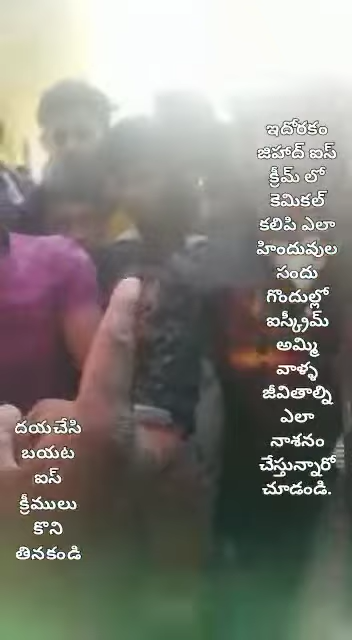 ఇదోరకం
జిహాద్ ఐస్
క్రీమ్ లో
కెమికల్
కలిపి ఎలా
హిందువుల
సందు
గొందుల్లో
ఐస్క్రీమ్
అమ్మి
వాళ్ళ
జీవితాల్ని
ఎలా
నాశనం
చేస్తున్నారో
చూడండి.
దయచేసి
బయట
ఐస్
క్రీములు
కొని
తినకండి